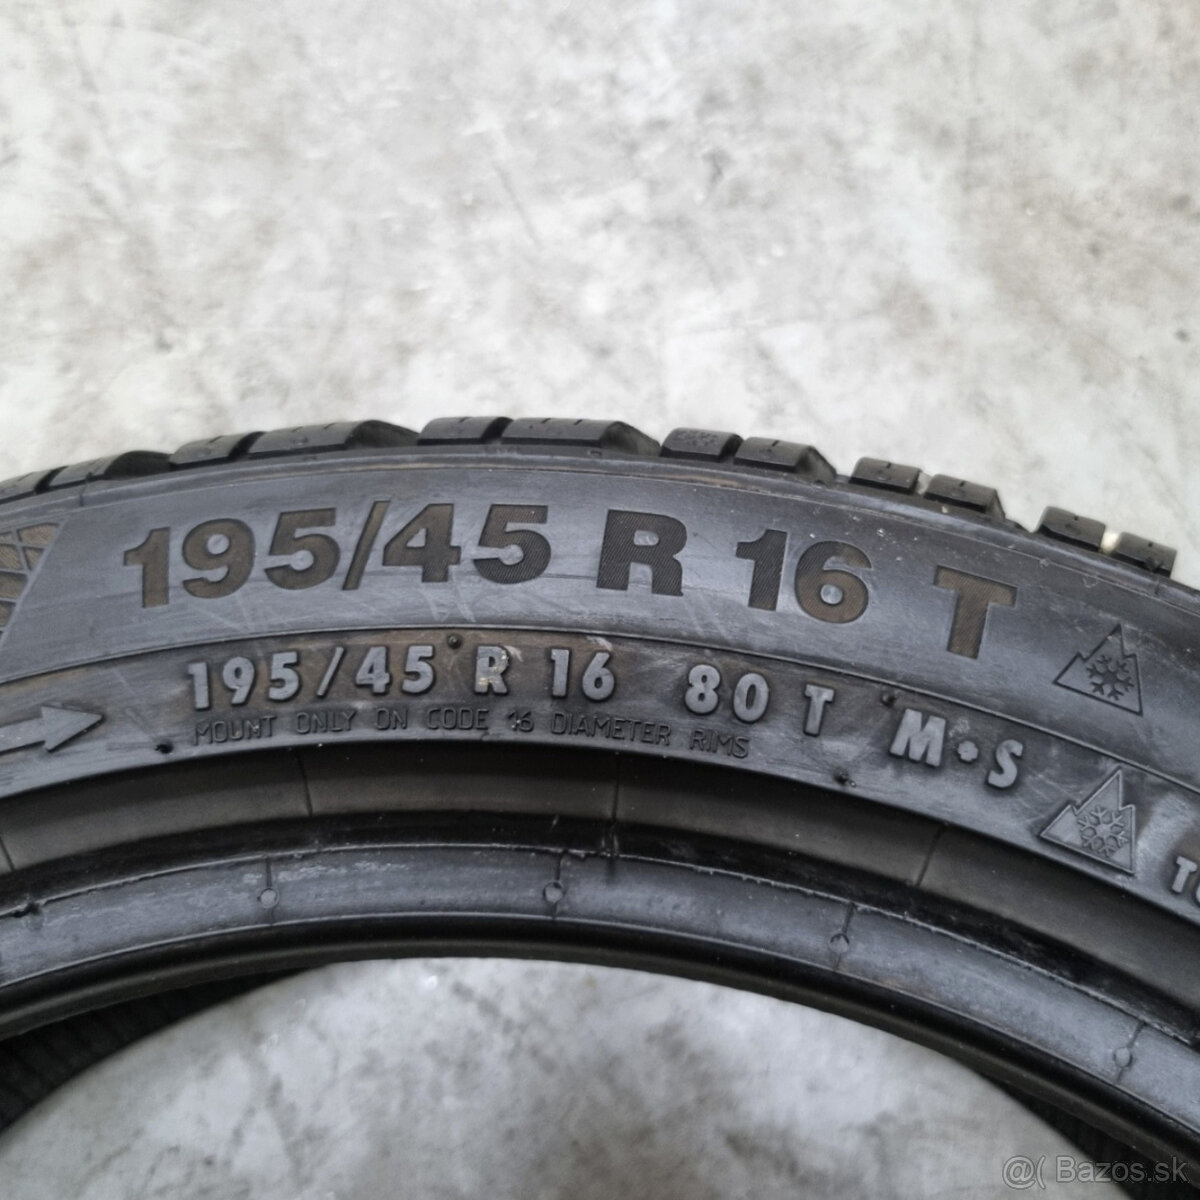 195/45 R 16 T
195/45 R 16 80 T M+S
MOUNT ONLY ON CODE 16 DIAMETER RIMS
@( Bazos.sk